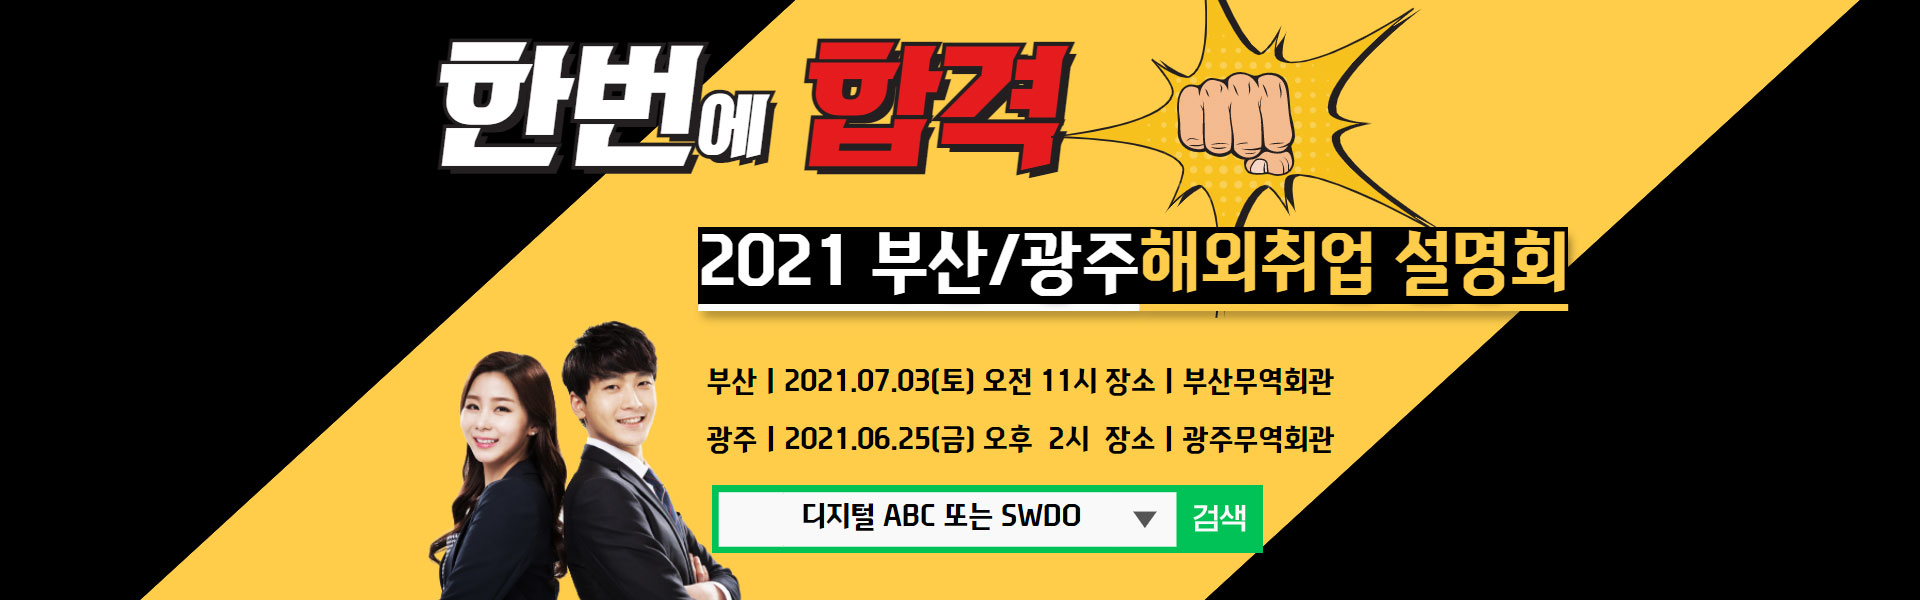 한번에 합격
2021 부산/광주해외취업 설명회
부산 | 2021.07.03(토) 오전 11시 장소 | 부산무역회관
광주 | 2021.06.25(금) 오후 2시 장소 | 광주무역회관
디지털 ABC 또는 SWDO ▼ 검색